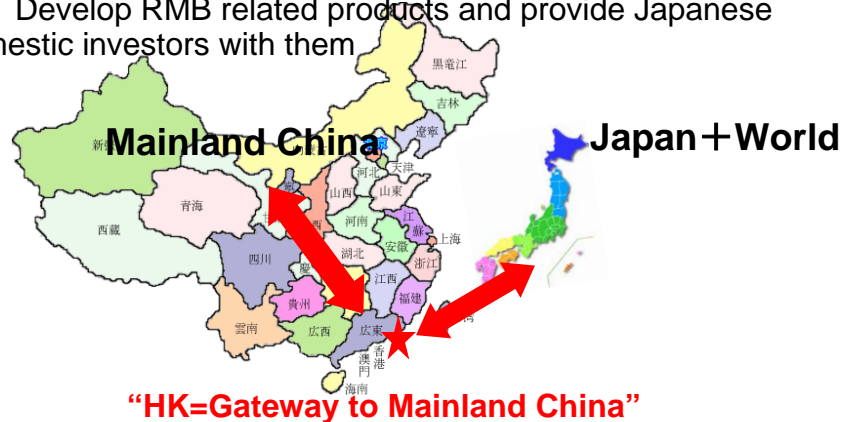 Develop RMB related products and provide Japanese
nestic investors with them
黒竜江
吉林
遼寧
Mainland China
Japan＋World
天津
河北
山西
山東
青海
河南
江蘇
西蔵
安徽
上海
四川
湖北
浙江
江西
貴州
福建
雲南
広西
広東
香港
澳門
海南
“HK=Gateway to Mainland China”